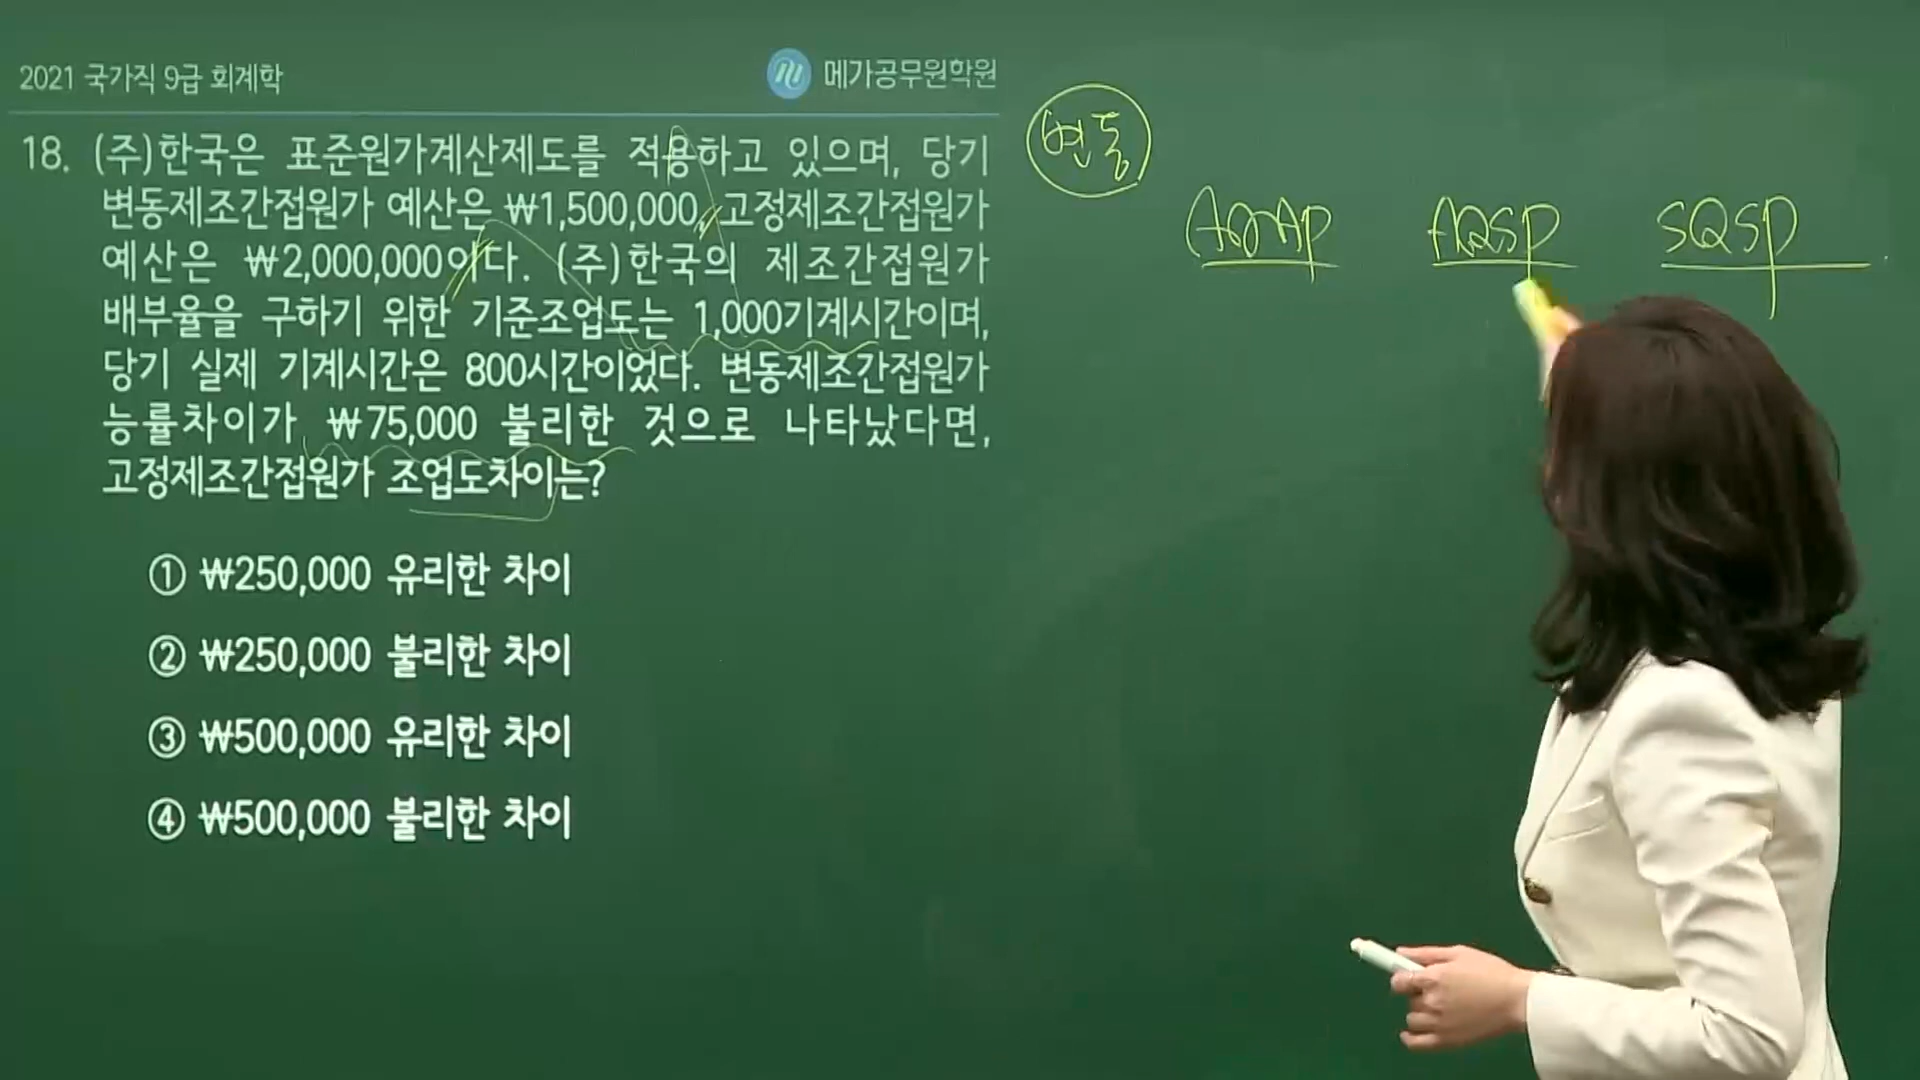 2021 국가직 9급 회계학
메가공무원학원
18. (주)한국은 표준원가계산제도를 적용하고 있으며, 당기
변동제조간접원가 예산은 ₩1,500,000, 고정제조간접원가
예산은 ₩2,000,000이다. (주)한국의 제조간접원가
배부율을 구하기 위한 기준조업도는 1,000기계시간이며,
당기 실제 기계시간은 800시간이었다. 변동제조간접원가
능률차이가 ₩75,000 불리한 것으로 나타났다면,
고정제조간접원가 조업도차이는?
① ₩250,000 유리한 차이
② ₩250,000 불리한 차이
③ ₩500,000 유리한 차이
④ ₩500,000 불리한 차이
변동
AQAP AQSP SQSP